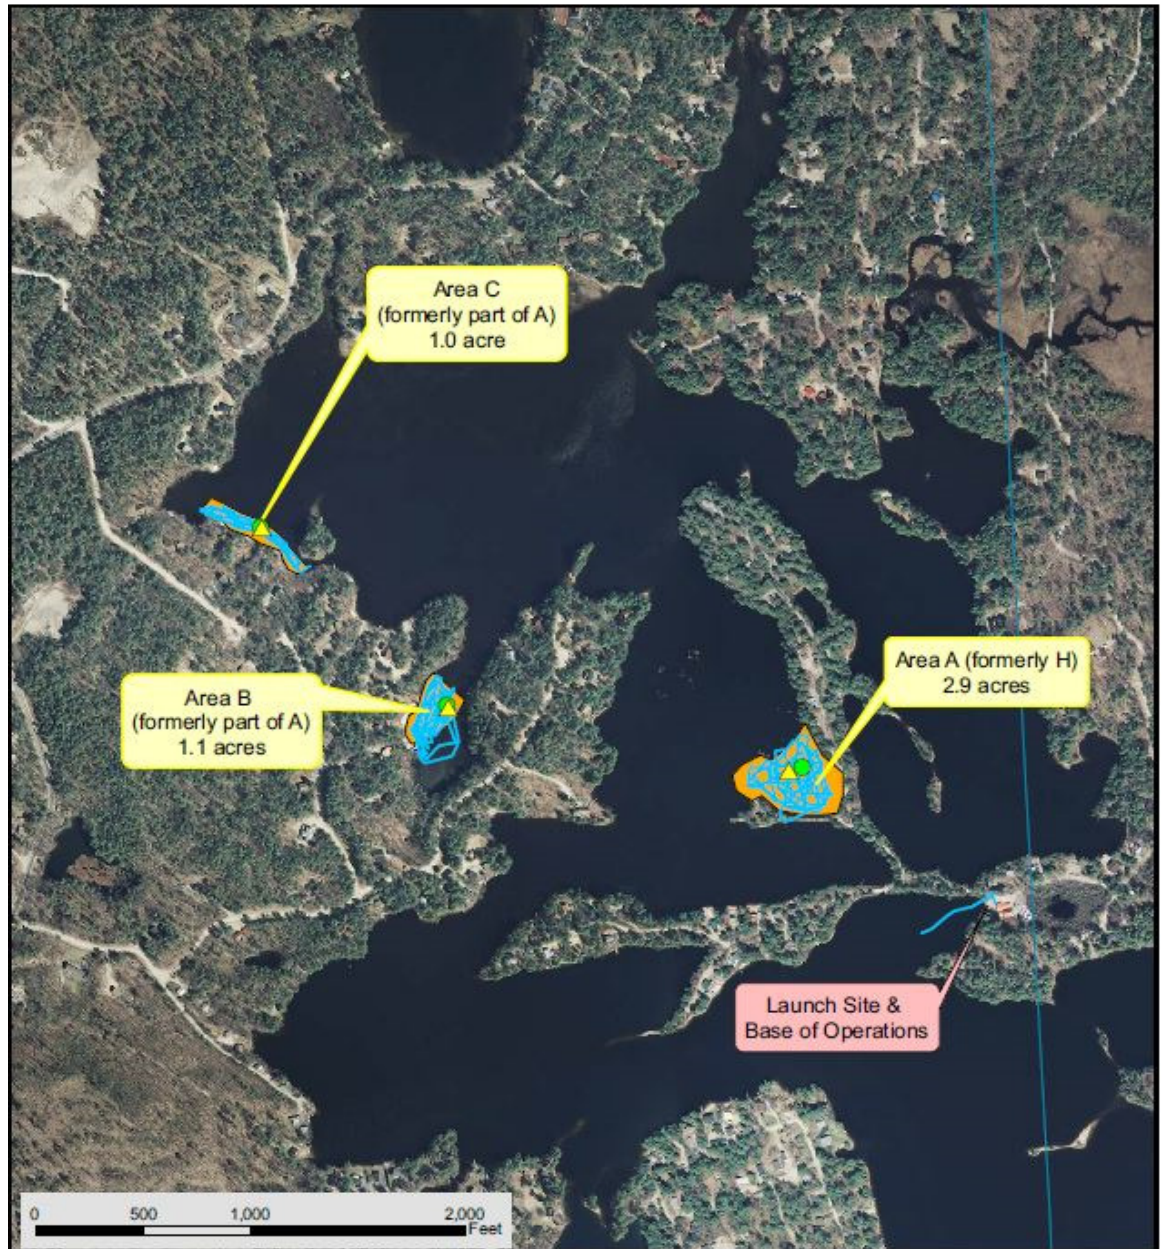 Area C
(formerly part of A)
1.0 acre
Area A (formerly H)
2.9 acres
Area B
(formerly part of A)
1.1 acres
Launch Site &
Base of Operations
0 500 1,000 2,000
Feet